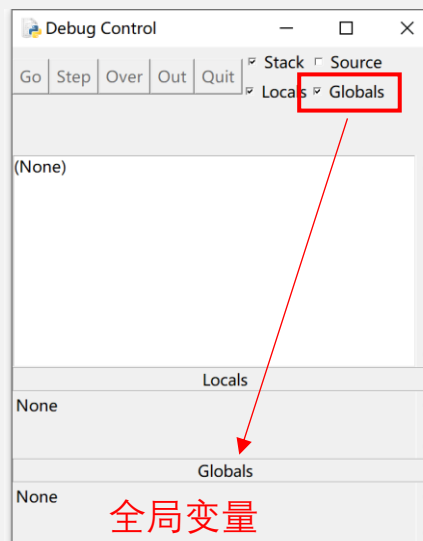 Debug Control
Go Step Over Out Quit
Stack Source
Locals Globals
(None)
Locals
None
Globals
None
全局变量